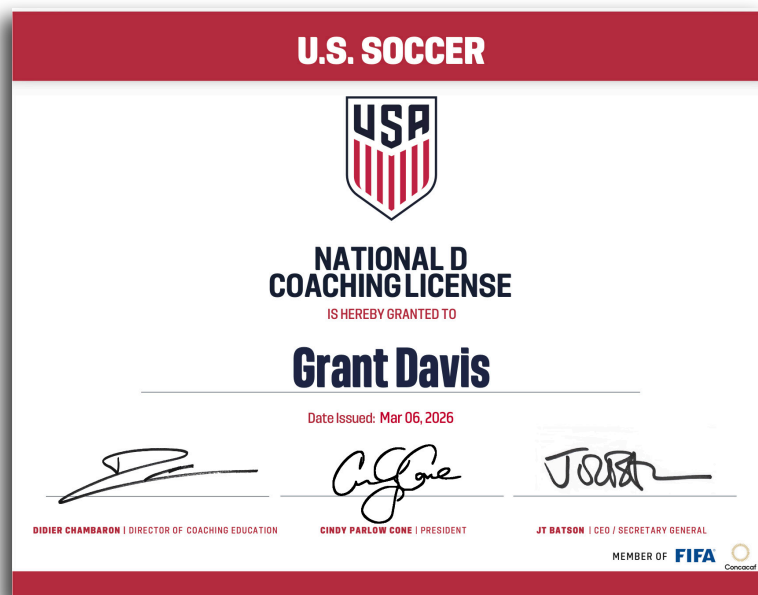 U.S. SOCCER
USA
NATIONAL D
COACHING LICENSE
IS HEREBY GRANTED TO
Grant Davis
Date Issued: Mar 06, 2026
DIDIER CHAMBARON | DIRECTOR OF COACHING EDUCATION
CINDY PARLOW CONE | PRESIDENT
JT BATSON | CEO / SECRETARY GENERAL
MEMBER OF FIFA Concacaf